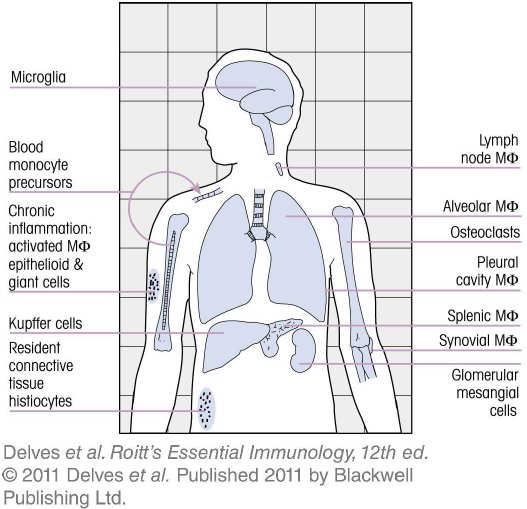 Microglia
Blood
monocyte
precursors
Chronic
inflammation:
activated MΦ
epithelioid &
giant cells
Kupffer cells
Resident
connective
tissue
histiocytes
Lymph
node MΦ
Alveolar MΦ
Osteoclasts
Pleural
cavity MΦ
Splenic MΦ
Synovial MΦ
Glomerular
mesangial
cells
Delves et al. Roitt's Essential Immunology, 12th ed.
© 2011 Delves et al. Published 2011 by Blackwell
Publishing Ltd.